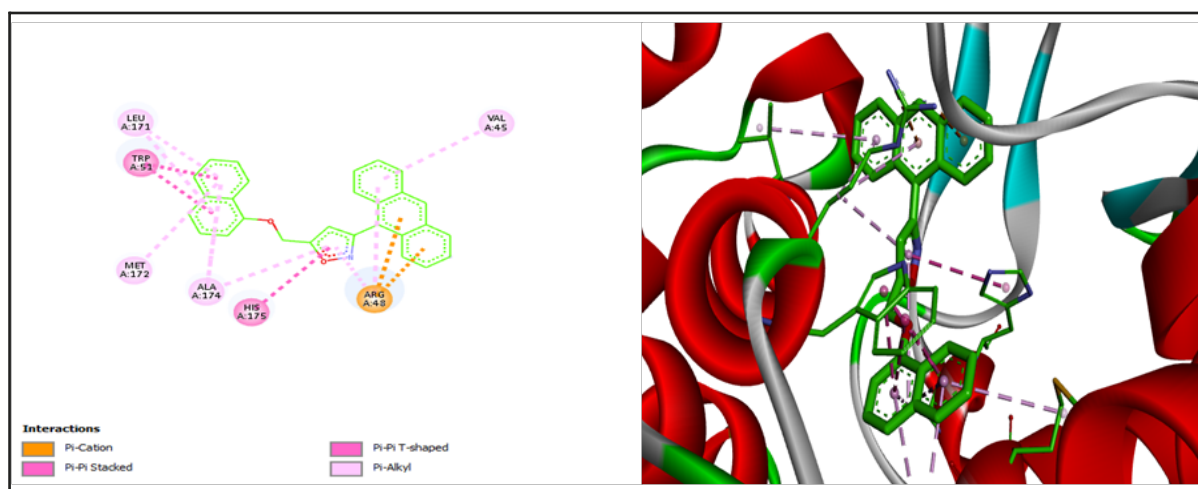 LEU
A:171
VAL
A:45
TRP
A:51
MET
A:172
ALA
A:174
HIS
A:175
ARG
A:48
O
O
N
Interactions
Pi-Cation
Pi-Pi Stacked
Pi-Pi T-shaped
Pi-Alkyl